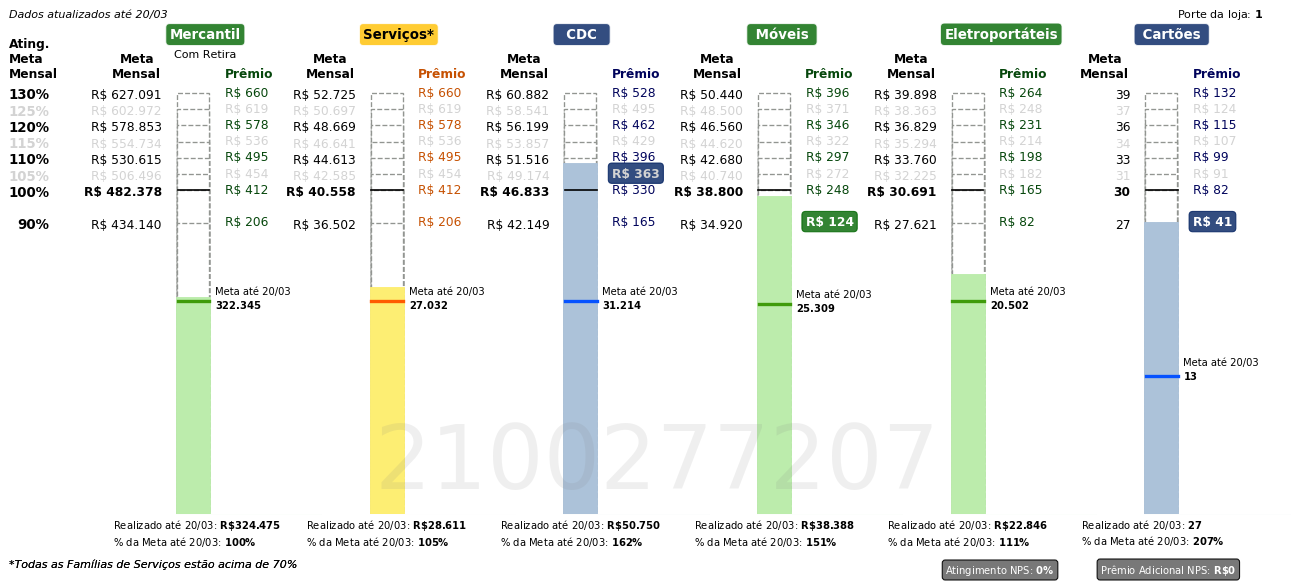 Dados atualizados até 20/03
Porte da loja: 1
Mercantil Serviços* CDC Móveis Eletroportáteis Cartões
Com Retira
Ating. Meta Mensal
Meta Mensal Prêmio Meta Mensal Prêmio Meta Mensal Prêmio Meta Mensal Prêmio Meta Mensal Prêmio Meta Mensal Prêmio
130% R$ 627.091 R$ 660 R$ 52.725 R$ 660 R$ 60.882 R$ 528 R$ 50.440 R$ 396 R$ 39.898 R$ 264 39 R$ 132
125% R$ 602.972 R$ 619 R$ 50.697 R$ 619 R$ 58.541 R$ 495 R$ 48.500 R$ 371 R$ 38.363 R$ 248 37 R$ 124
120% R$ 578.853 R$ 578 R$ 48.669 R$ 578 R$ 56.199 R$ 462 R$ 46.560 R$ 346 R$ 36.829 R$ 231 36 R$ 115
115% R$ 554.734 R$ 536 R$ 46.641 R$ 536 R$ 53.857 R$ 429 R$ 44.620 R$ 322 R$ 35.294 R$ 214 34 R$ 107
110% R$ 530.615 R$ 495 R$ 44.613 R$ 495 R$ 51.516 R$ 396 R$ 42.680 R$ 297 R$ 33.760 R$ 198 33 R$ 99
105% R$ 506.496 R$ 454 R$ 42.585 R$ 454 R$ 49.174 R$ 363 R$ 40.740 R$ 272 R$ 32.225 R$ 182 31 R$ 91
100% R$ 482.378 R$ 412 R$ 40.558 R$ 412 R$ 46.833 R$ 330 R$ 38.800 R$ 248 R$ 30.691 R$ 165 30 R$ 82
90% R$ 434.140 R$ 206 R$ 36.502 R$ 206 R$ 42.149 R$ 165 R$ 34.920 R$ 124 R$ 27.621 R$ 82 27 R$ 41
Meta até 20/03 Meta até 20/03 Meta até 20/03 Meta até 20/03 Meta até 20/03
322.345 27.032 31.214 25.309 20.502
Meta até 20/03
13
2100277207
Realizado até 20/03: R$324.475 Realizado até 20/03: R$28.611 Realizado até 20/03: R$50.750 Realizado até 20/03: R$38.388 Realizado até 20/03: R$22.846 Realizado até 20/03: 27
% da Meta até 20/03: 100% % da Meta até 20/03: 105% % da Meta até 20/03: 162% % da Meta até 20/03: 151% % da Meta até 20/03: 111% % da Meta até 20/03: 207%
*Todas as Famílias de Serviços estão acima de 70%
Atingimento NPS: 0% Prêmio Adicional NPS: R$0